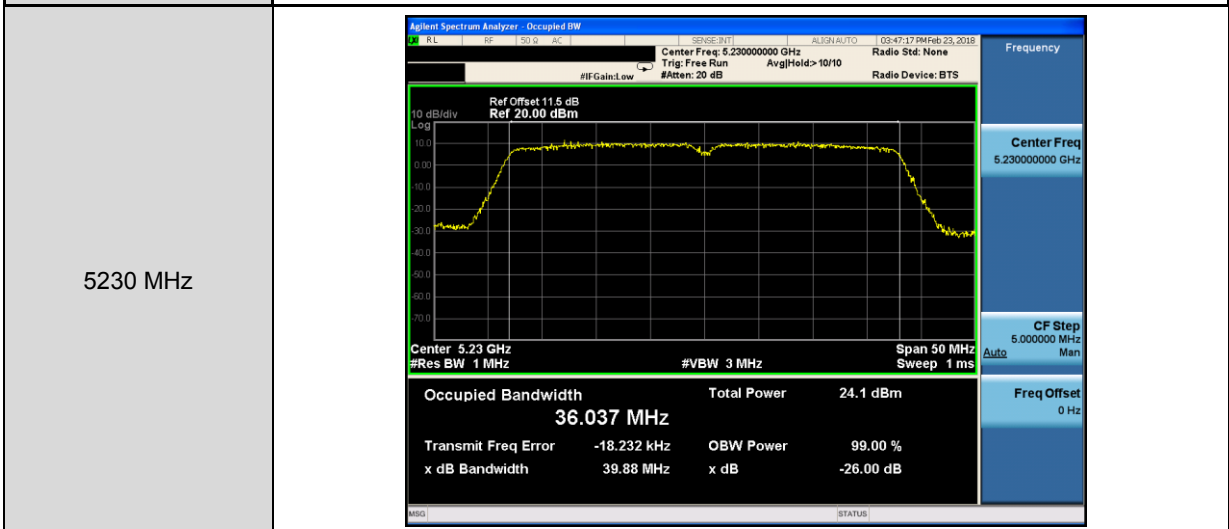 5230 MHz
Agilent Spectrum Analyzer - Occupied BW
RL RF 50 Ω AC SENSE:INT ALIGN AUTO 03:47:17 PM Feb 23, 2018
Center Freq: 5.230000000 GHz Radio Std: None
Trig: Free Run Avg|Hold:> 10/10
#IFGain:Low #Atten: 20 dB Radio Device: BTS
Ref Offset 11.5 dB
10 dB/div Ref 20.00 dBm
Log
10.0
0.00
-10.0
-20.0
-30.0
-40.0
-50.0
-60.0
-70.0
Center 5.23 GHz Span 50 MHz
#Res BW 1 MHz #VBW 3 MHz Sweep 1 ms
Occupied Bandwidth Total Power 24.1 dBm
36.037 MHz
Transmit Freq Error -18.232 kHz OBW Power 99.00 %
x dB Bandwidth 39.88 MHz x dB -26.00 dB
MSG STATUS
Frequency
Center Freq
5.230000000 GHz
CF Step
5.000000 MHz
Auto Man
Freq Offset
0 Hz